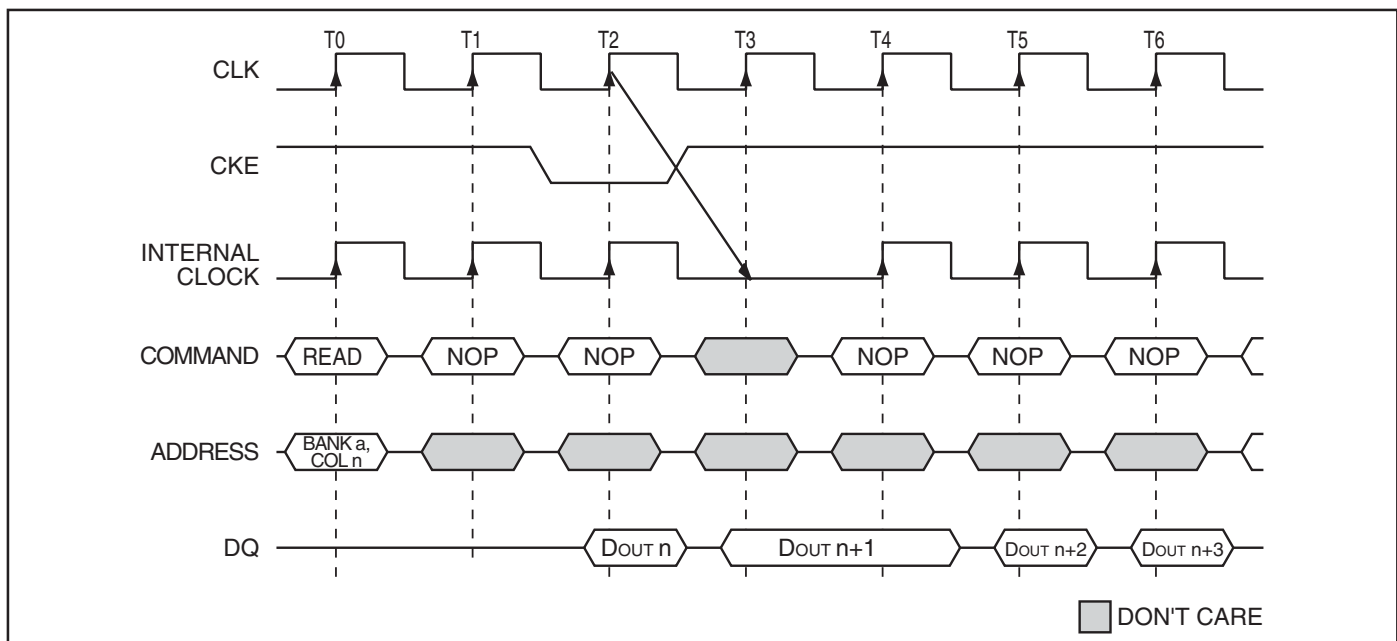 T0 T1 T2 T3 T4 T5 T6
CLK
CKE
INTERNAL
CLOCK
COMMAND READ NOP NOP NOP NOP NOP
ADDRESS BANK a,
COL n
DQ DOUT n DOUT n+1 DOUT n+2 DOUT n+3
DON'T CARE